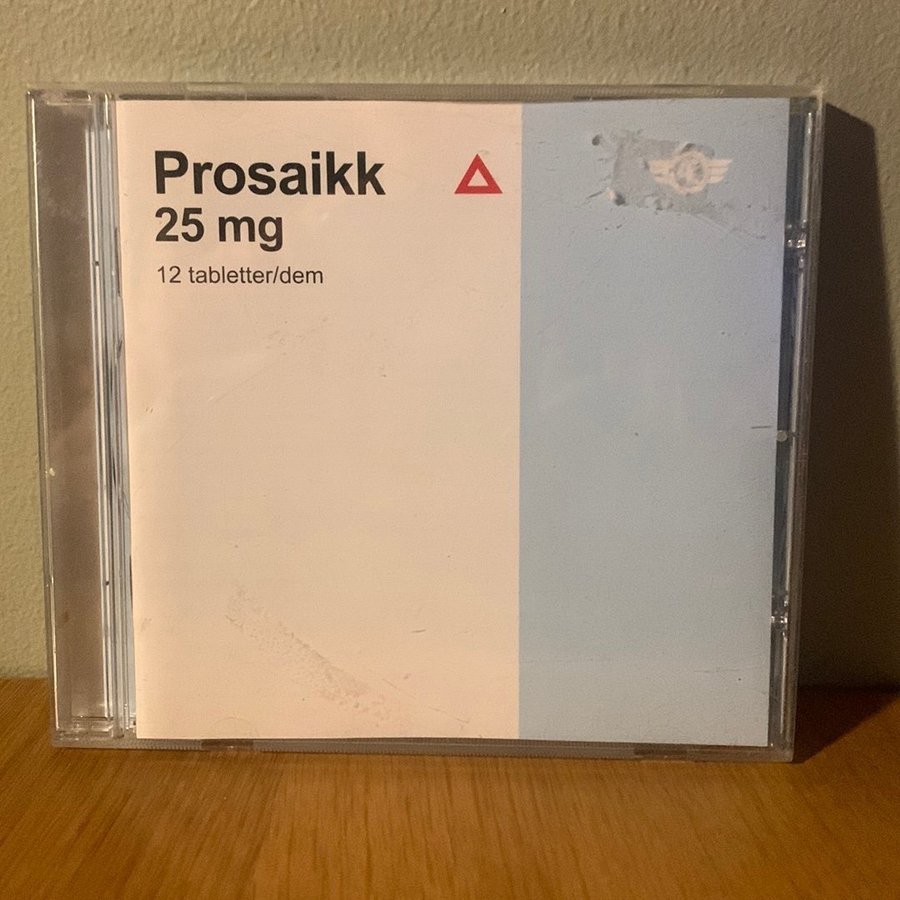 Prosaikk
25 mg
12 tabletter/dem